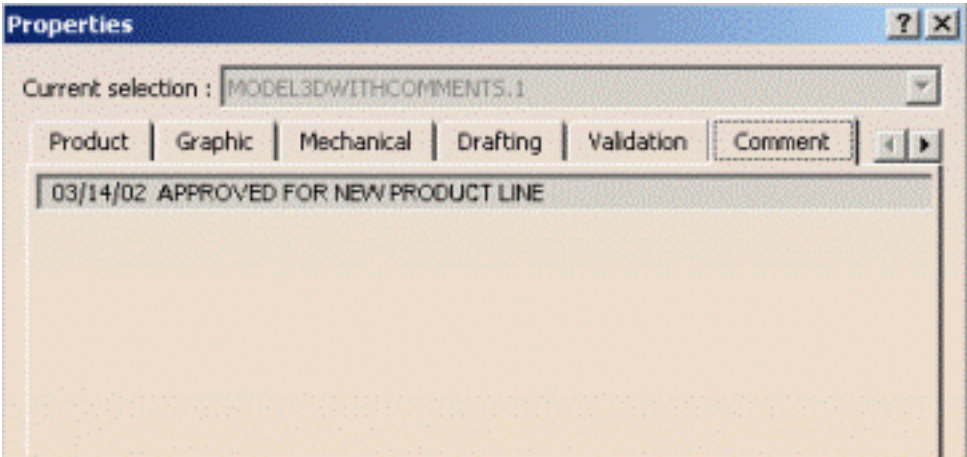 Properties
Current selection : MODEL3DWITHCOMMENTS.1
Product Graphic Mechanical Drafting Validation Comment
03/14/02 APPROVED FOR NEW PRODUCT LINE